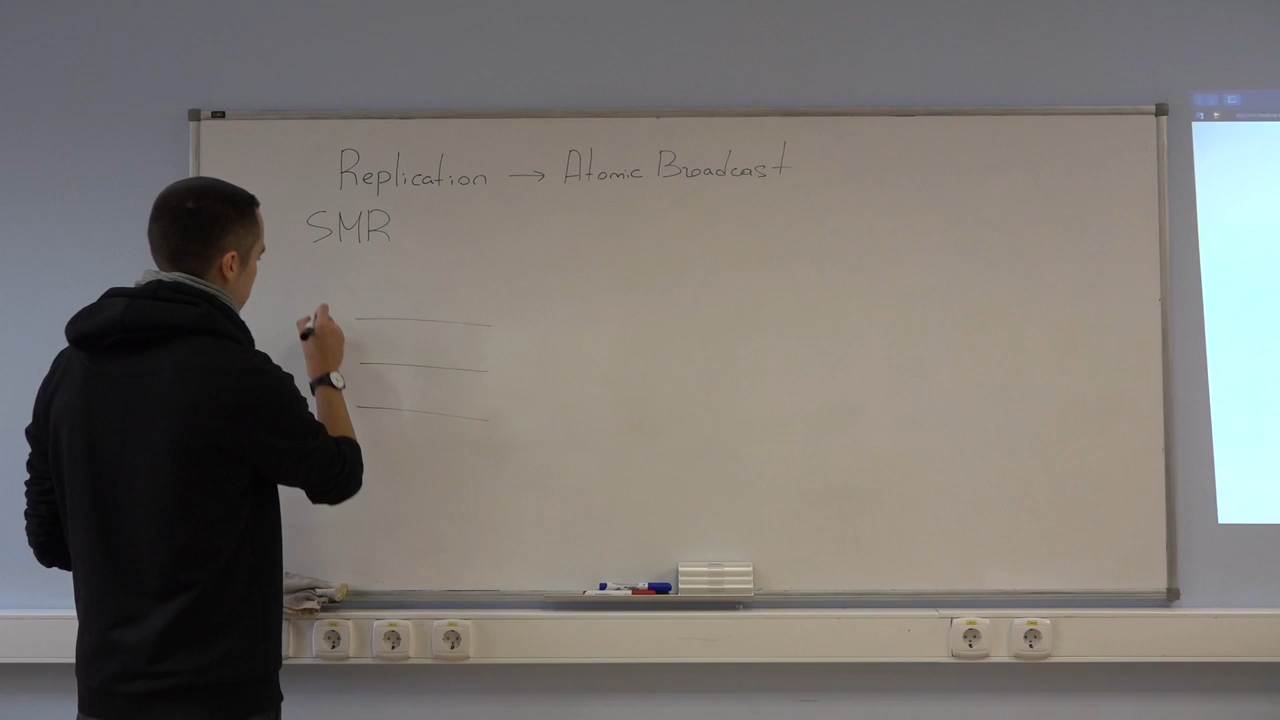 Replication → Atomic Broadcast
SMR